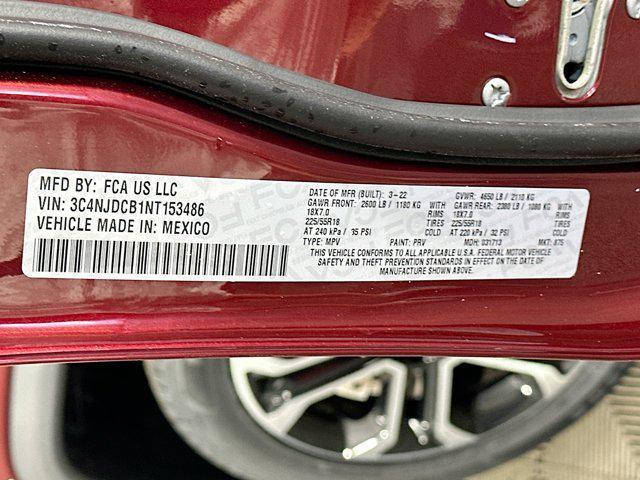 MFD BY: FCA US LLC
VIN: 3C4NJDCB1NT153486
VEHICLE MADE IN: MEXICO
DATE OF MFR (BUILT): 3-22 GVWR: 4650 LB / 2110 KG
GAWR FRONT: 2600 LB / 1180 KG WITH GAWR REAR: 2380 LB / 1080 KG WITH
18X7.0 RIMS 18X7.0 RIMS
225/55R18 TIRES 225/55R18 TIRES
AT 240 kPa / 35 PSI COLD AT 220 kPa / 32 PSI COLD
TYPE: MPV PAINT: PRV MDH: 031713 MKT: 875
THIS VEHICLE CONFORMS TO ALL APPLICABLE U.S.A. FEDERAL MOTOR VEHICLE
SAFETY AND THEFT PREVENTION STANDARDS IN EFFECT ON THE DATE OF
MANUFACTURE SHOWN ABOVE.